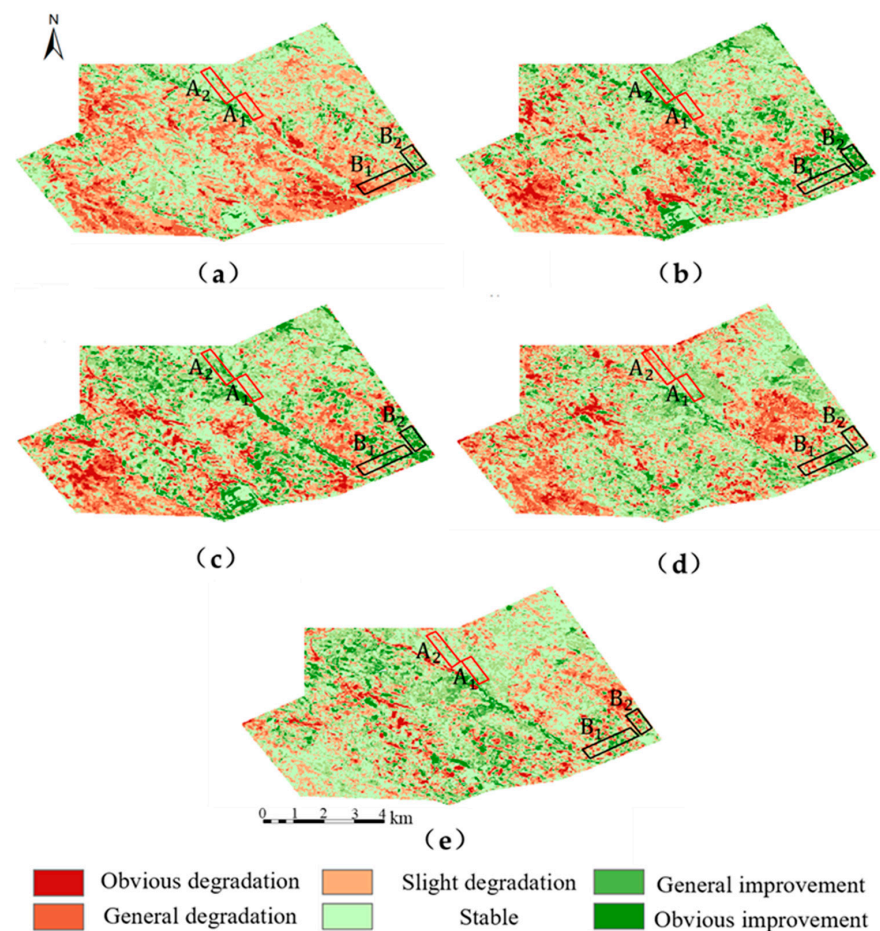 N
A2
A1
B2
B1
(a)
A2
A1
B2
B1
(b)
A2
A1
B2
B1
(c)
A2
A1
B2
B1
(d)
A2
A1
B2
B1
0 1 2 3 4 km
(e)
Obvious degradation Slight degradation General improvement
General degradation Stable Obvious improvement